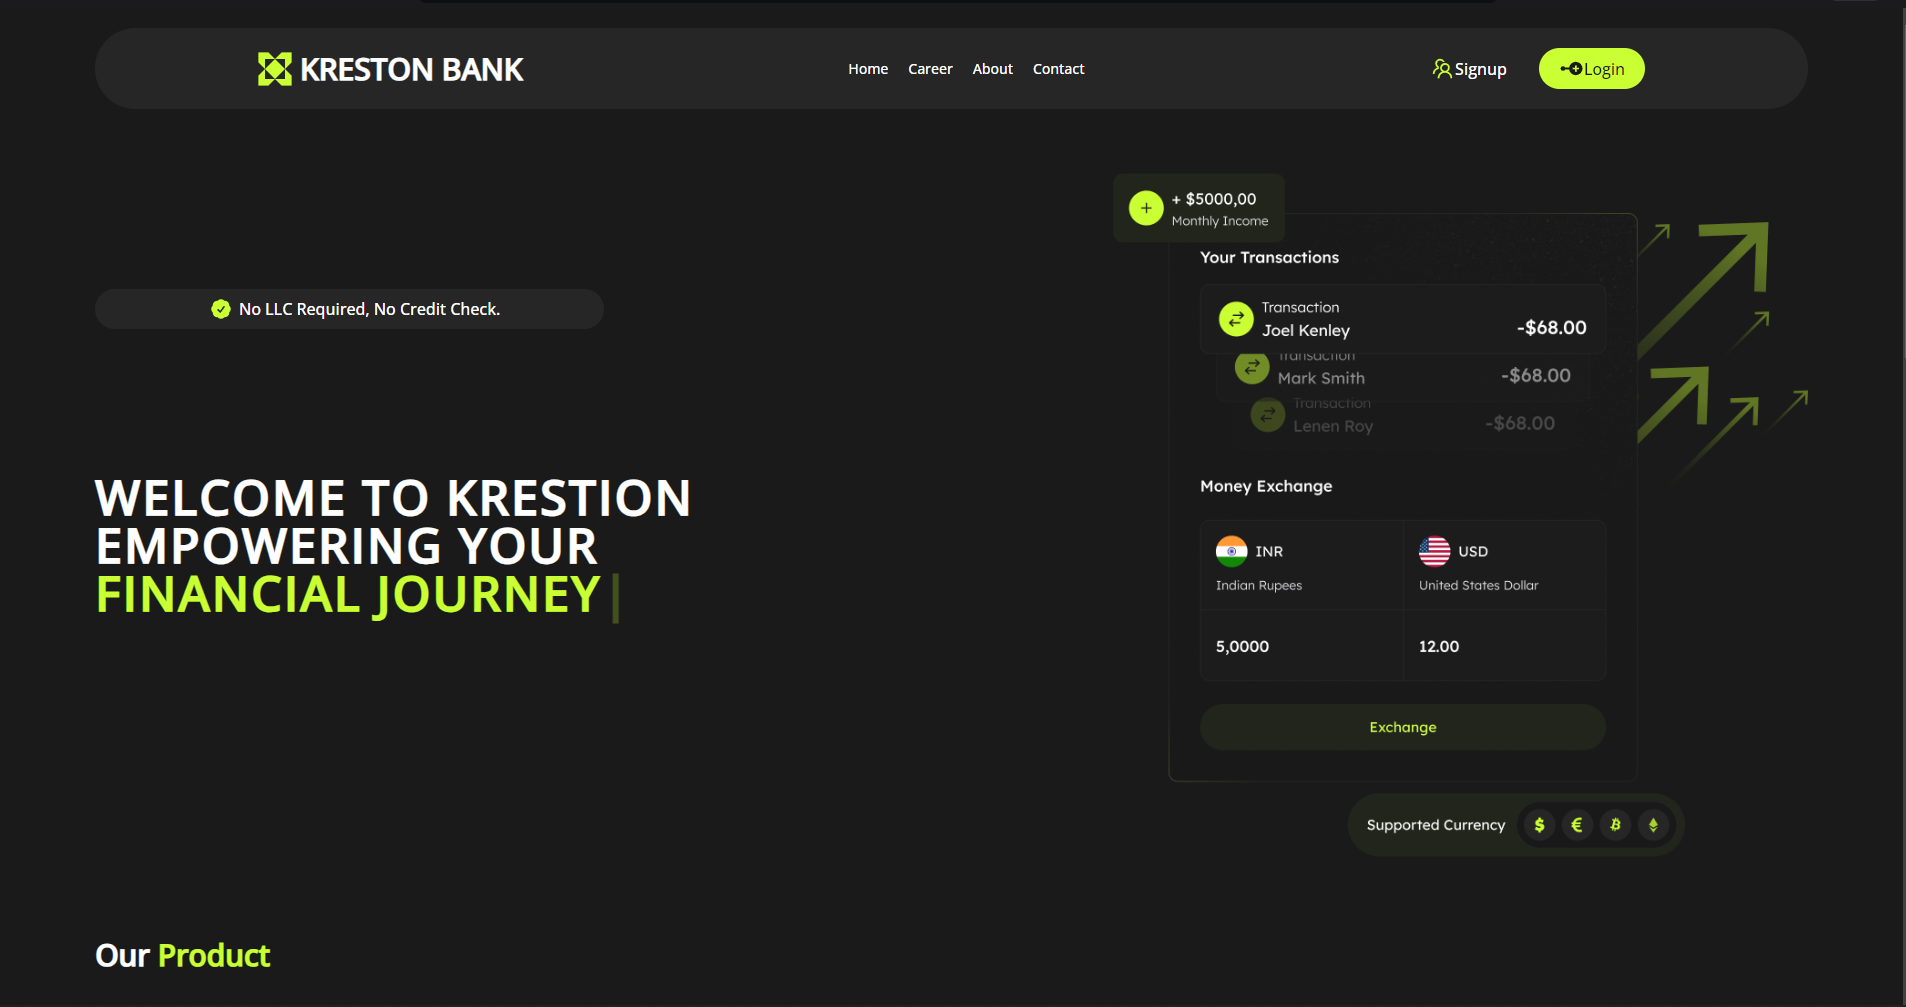 KRESTON BANK
Home Career About Contact
Signup
Login
+ $5000,00
Monthly Income
Your Transactions
Transaction
Joel Kenley
-$68.00
Transaction
Mark Smith
-$68.00
Transaction
Lenen Roy
-$68.00
No LLC Required, No Credit Check.
WELCOME TO KRESTION
EMPOWERING YOUR
FINANCIAL JOURNEY
Money Exchange
INR
Indian Rupees
USD
United States Dollar
5,0000
12.00
Exchange
Supported Currency
Our Product